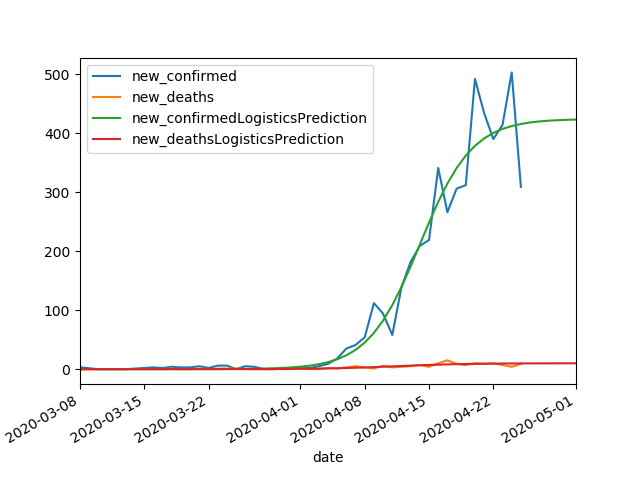 500
400
300
200
100
0
new_confirmed
new_deaths
new_confirmedLogisticsPrediction
new_deathsLogisticsPrediction
2020-03-08
2020-03-15
2020-03-22
2020-04-01
2020-04-08
2020-04-15
2020-04-22
2020-05-01
date